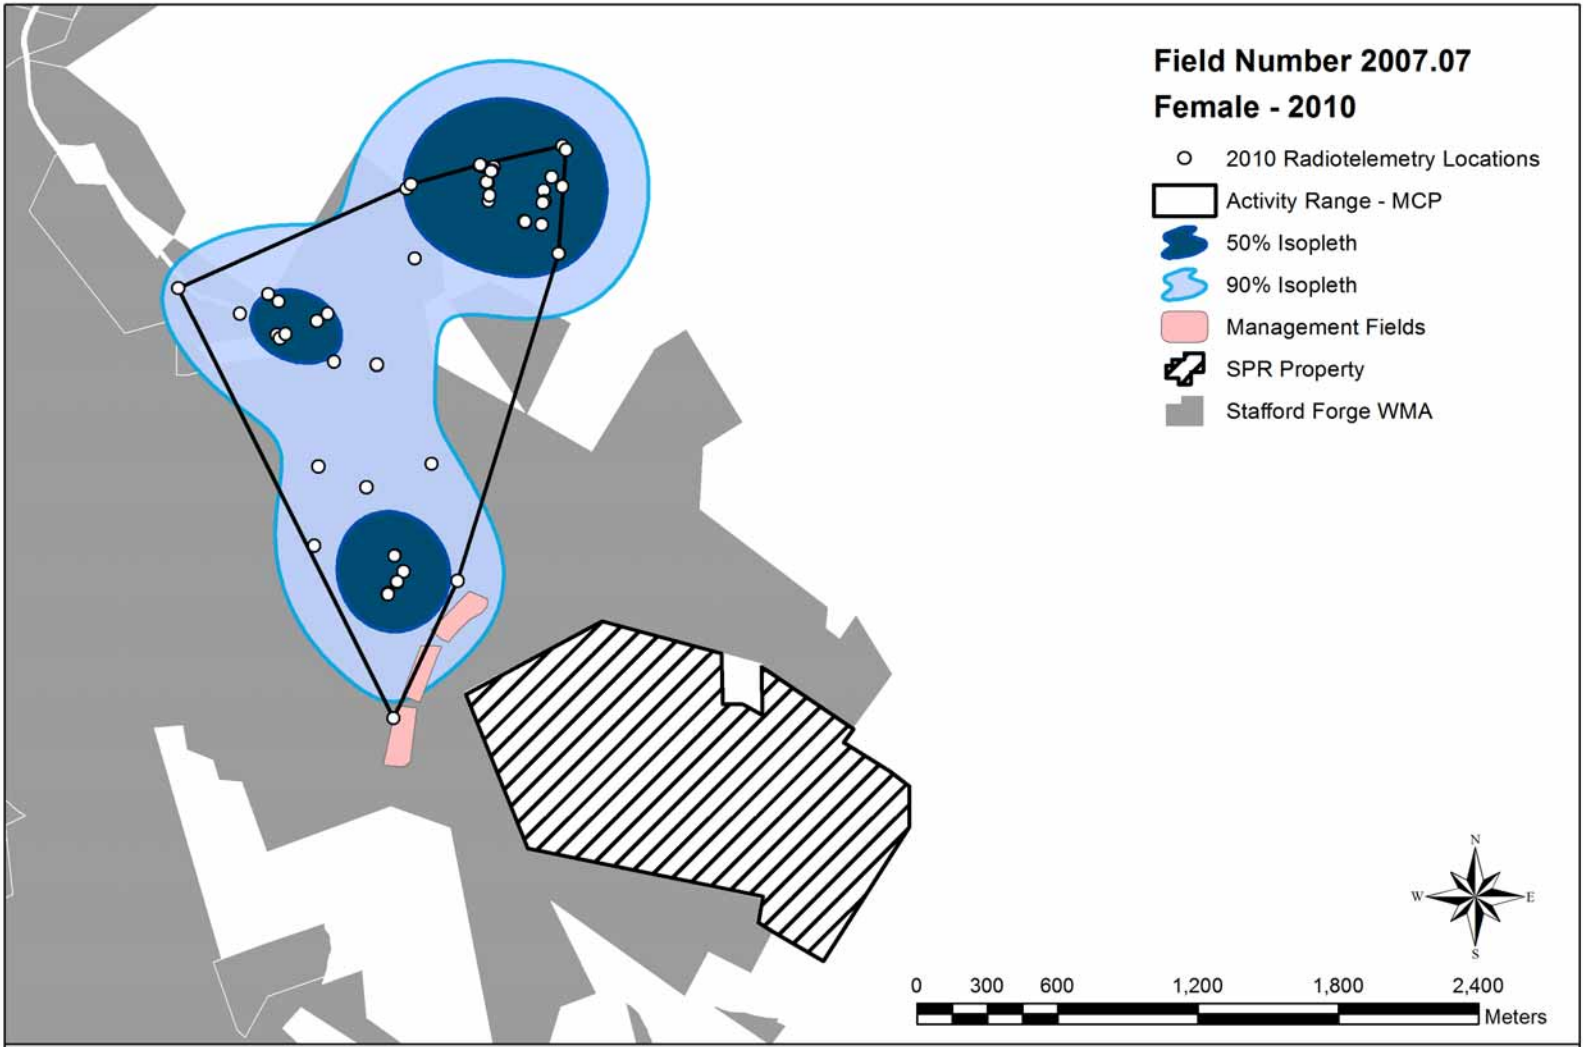 Field Number 2007.07
Female - 2010
2010 Radiotelemetry Locations
Activity Range - MCP
50% Isopleth
90% Isopleth
Management Fields
SPR Property
Stafford Forge WMA
N
W E
S
0 300 600 1,200 1,800 2,400
Meters